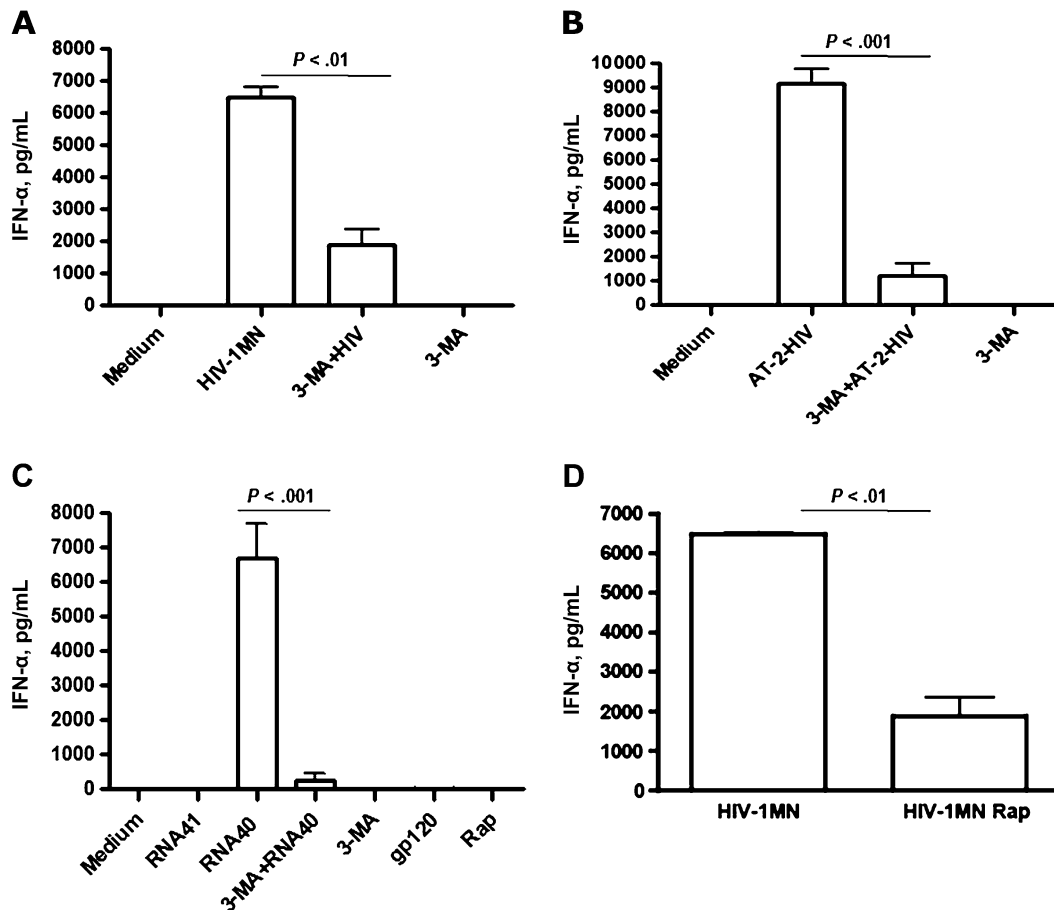 A
P < .01
IFN-α, pg/mL
8000
7000
6000
5000
4000
3000
2000
1000
0
Medium
HIV-1MN
3-MA+HIV
3-MA
B
P < .001
IFN-α, pg/mL
10000
9000
8000
7000
6000
5000
4000
3000
2000
1000
0
Medium
AT-2-HIV
3-MA+AT-2-HIV
3-MA
C
P < .001
IFN-α, pg/mL
8000
7000
6000
5000
4000
3000
2000
1000
0
Medium
RNA41
RNA40
3-MA+RNA40
3-MA
gp120
Rap
D
P < .01
IFN-α, pg/mL
7000
6000
5000
4000
3000
2000
1000
0
HIV-1MN
HIV-1MN Rap